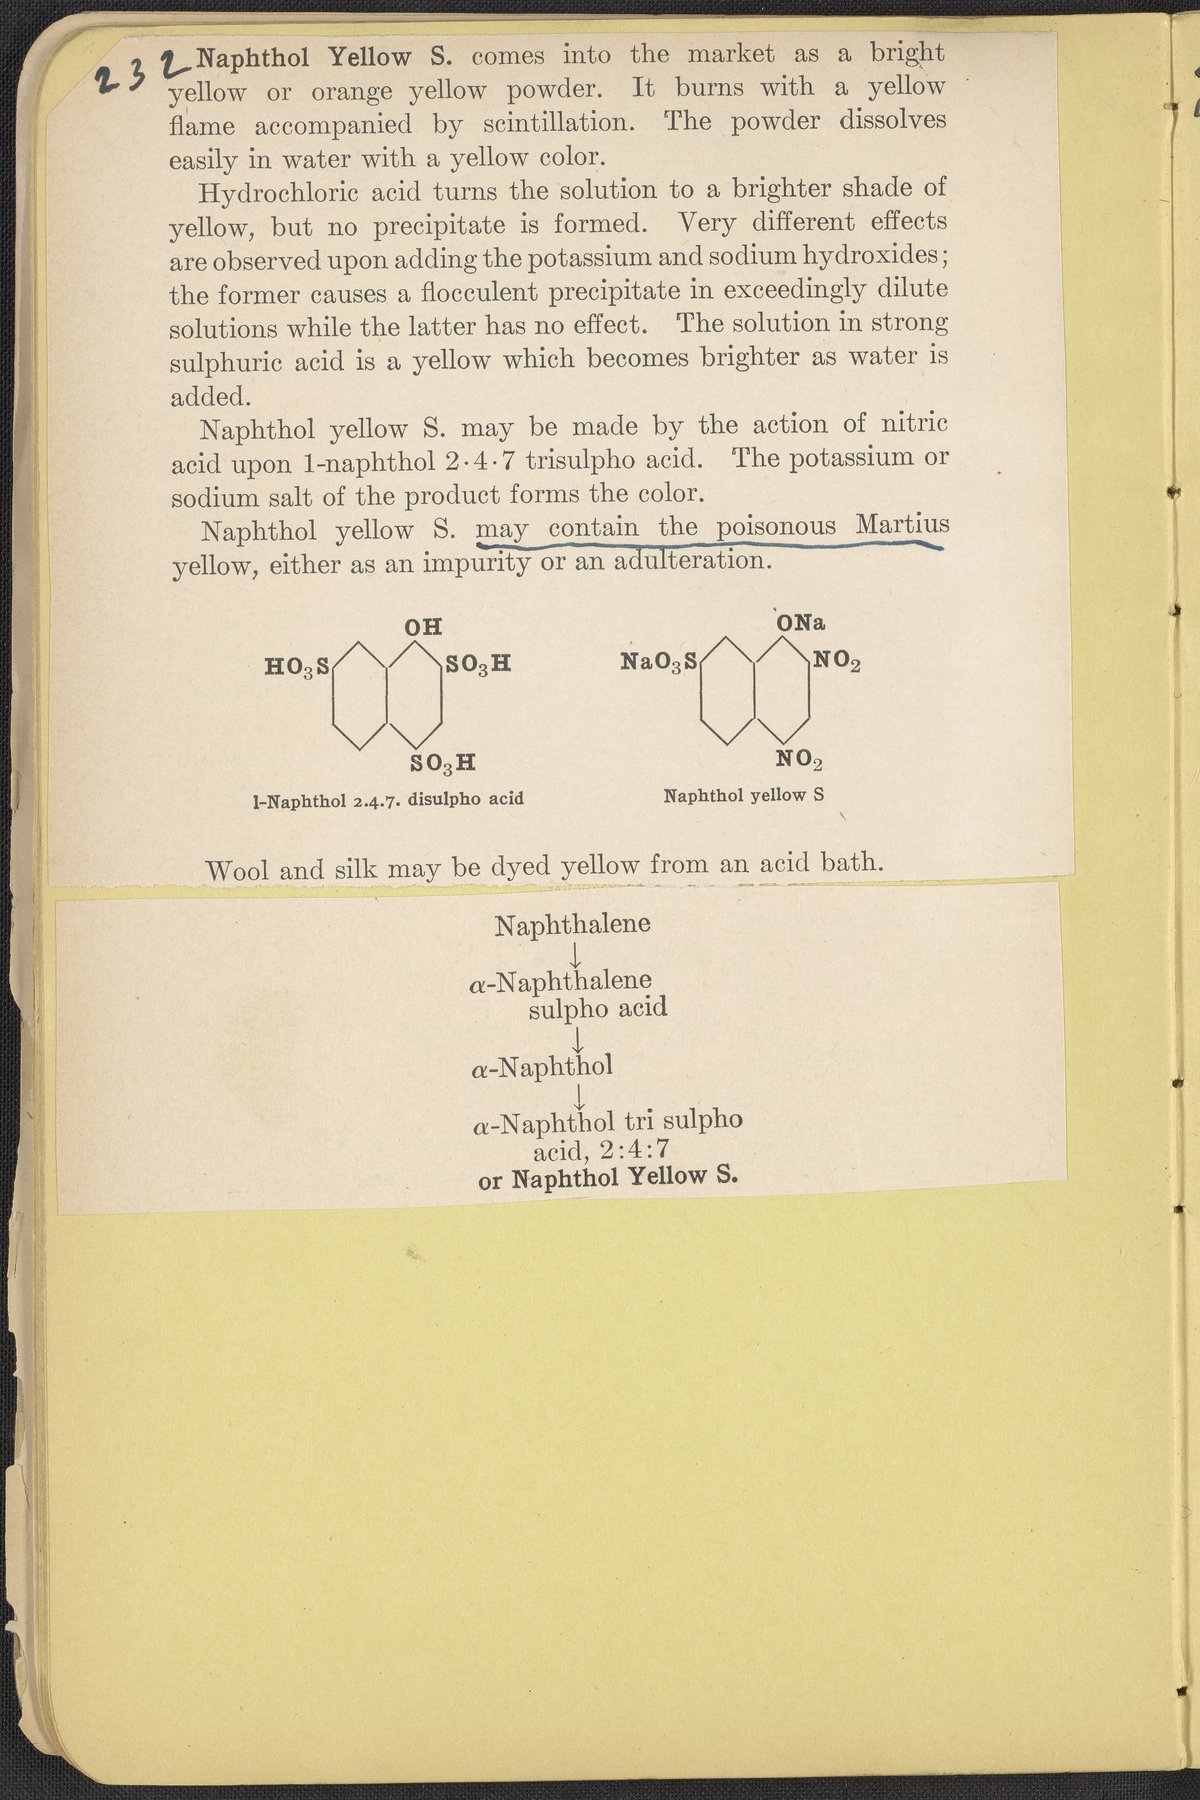 232
Naphthol Yellow S. comes into the market as a bright
yellow or orange yellow powder. It burns with a yellow
flame accompanied by scintillation. The powder dissolves
easily in water with a yellow color.
Hydrochloric acid turns the solution to a brighter shade of
yellow, but no precipitate is formed. Very different effects
are observed upon adding the potassium and sodium hydroxides;
the former causes a flocculent precipitate in exceedingly dilute
solutions while the latter has no effect. The solution in strong
sulphuric acid is a yellow which becomes brighter as water is
added.
Naphthol yellow S. may be made by the action of nitric
acid upon 1-naphthol 2·4·7 trisulpho acid. The potassium or
sodium salt of the product forms the color.
Naphthol yellow S. may contain the poisonous Martius
yellow, either as an impurity or an adulteration.
OH
HO₃S SO₃H
SO₃H
1-Naphthol 2.4.7. disulpho acid
ONa
NaO₃S NO₂
NO₂
Naphthol yellow S
Wool and silk may be dyed yellow from an acid bath.
Naphthalene
↓
α-Naphthalene
sulpho acid
↓
α-Naphthol
↓
α-Naphthol tri sulpho
acid, 2:4:7
or Naphthol Yellow S.